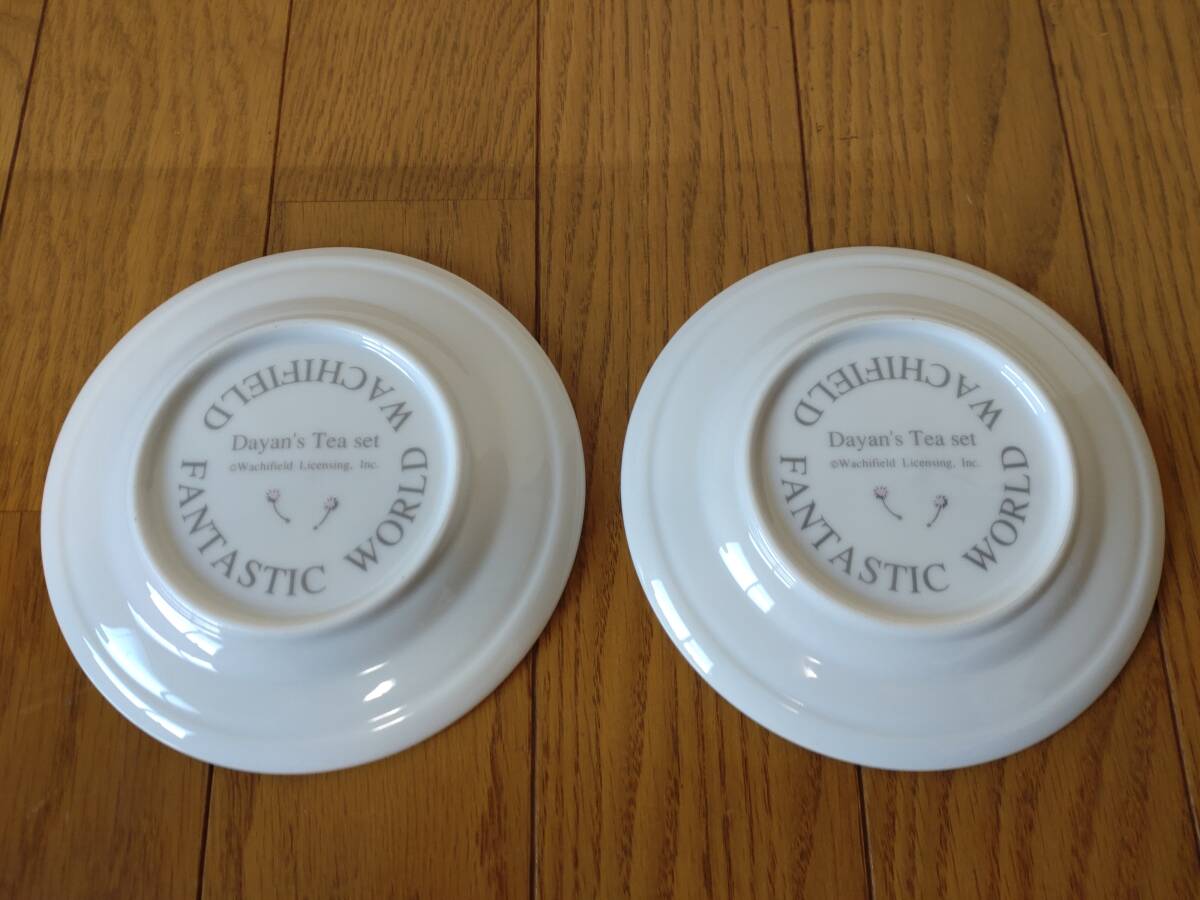 FANTASTIC WORLD WACHIFIELD
Dayan's Tea set
©Wachifield Licensing, Inc.
FANTASTIC WORLD WACHIFIELD
Dayan's Tea set
©Wachifield Licensing, Inc.